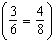 (3/6 = 4/8)